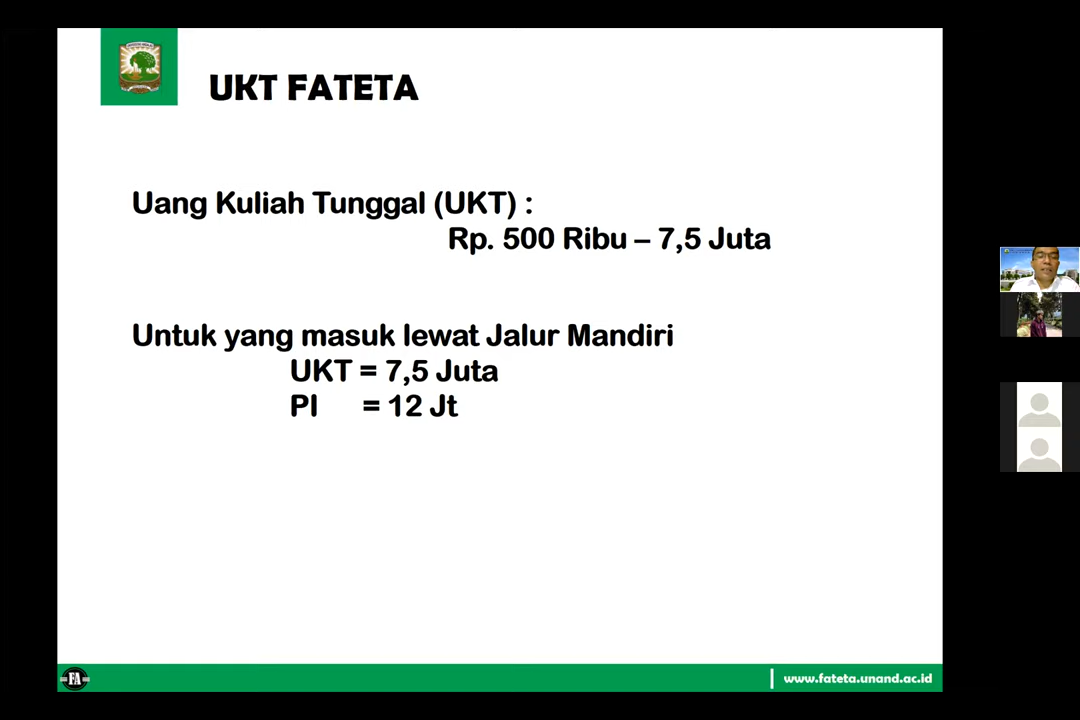 UKT FATETA
Uang Kuliah Tunggal (UKT) :
Rp. 500 Ribu – 7,5 Juta
Untuk yang masuk lewat Jalur Mandiri
UKT = 7,5 Juta
PI = 12 Jt
FA
www.fateta.unand.ac.id